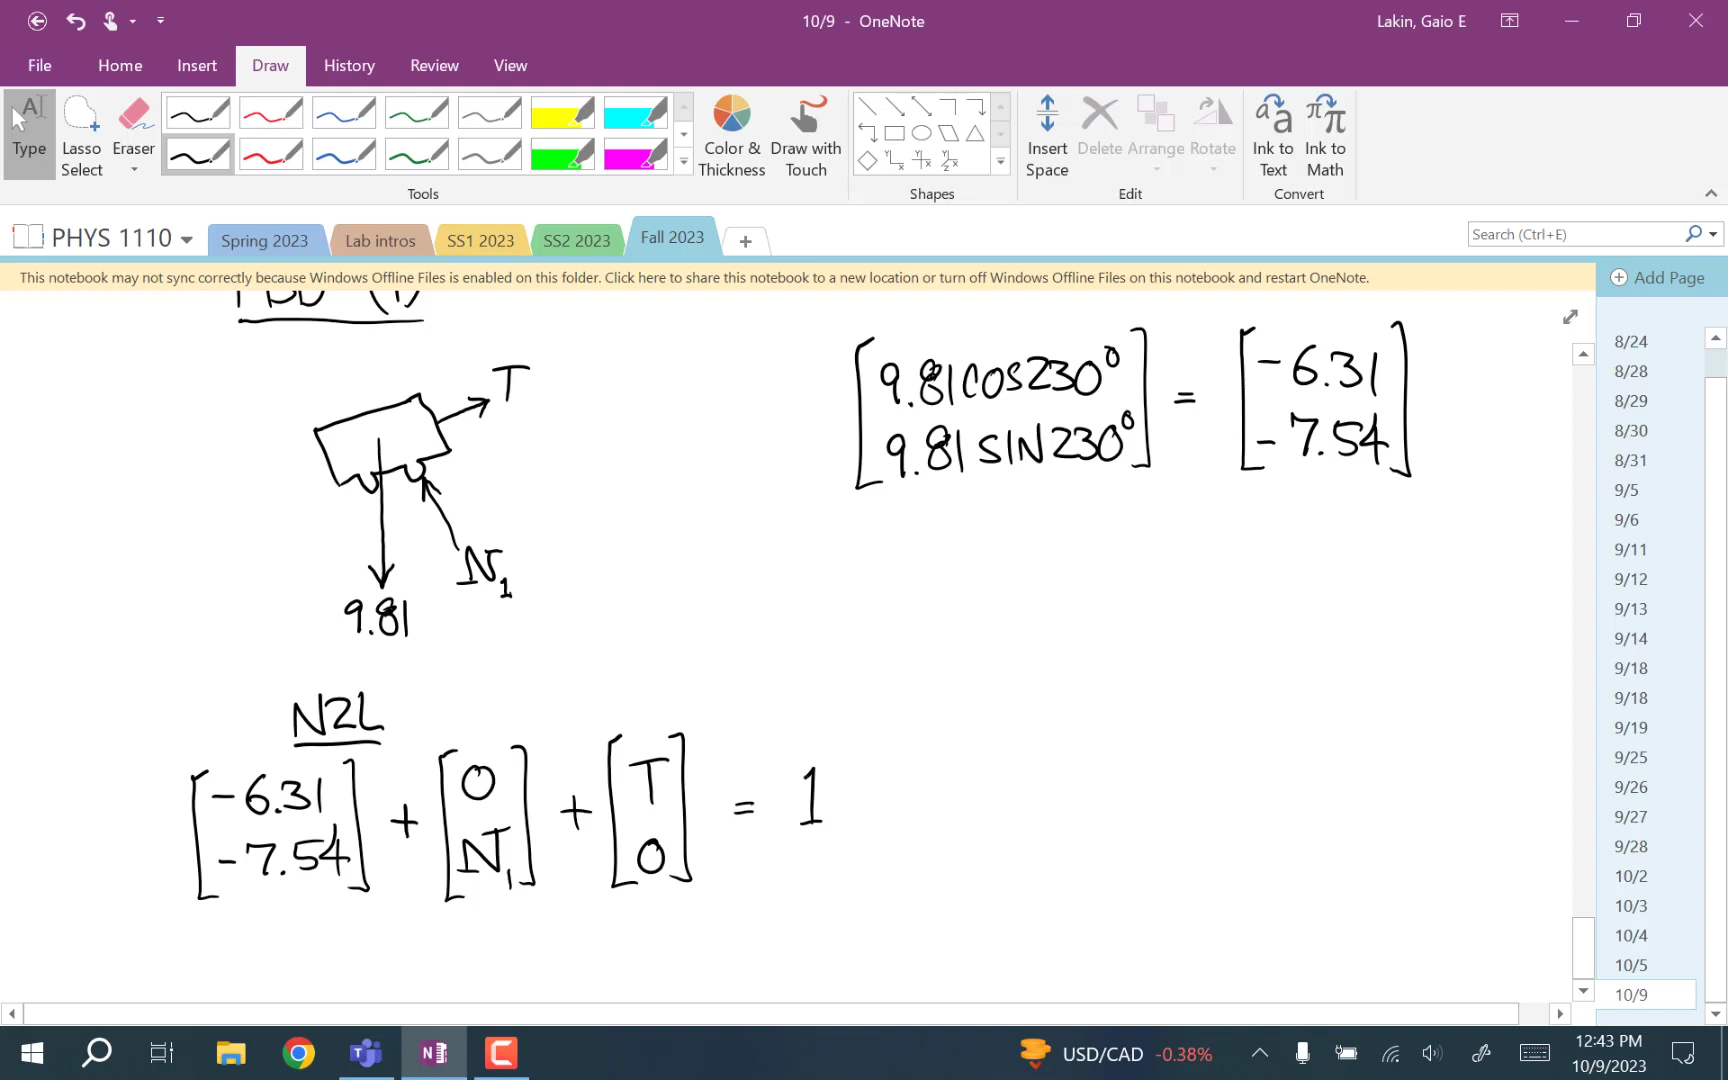 10/9 - OneNote
Lakin, Gaio E
File Home Insert Draw History Review View
Type
Lasso Select
Eraser
Color & Thickness
Draw with Touch
Insert Space
Delete
Arrange
Rotate
Ink to Text
Ink to Math
Tools
Shapes
Edit
Convert
PHYS 1110
Spring 2023
Lab intros
SS1 2023
SS2 2023
Fall 2023
Search (Ctrl+E)
This notebook may not sync correctly because Windows Offline Files is enabled on this folder. Click here to share this notebook to a new location or turn off Windows Offline Files on this notebook and restart OneNote.
Add Page
8/24
8/28
8/29
8/30
8/31
9/5
9/6
9/11
9/12
9/13
9/14
9/18
9/18
9/19
9/25
9/26
9/27
9/28
10/2
10/3
10/4
10/5
10/9
T
N₁
9.81
[9.81cos230° = [-6.31
9.81 SIN 230°] -7.54]
N2L
[-6.31 + [0 + [T = 1
-7.54] N₁] 0]
USD/CAD -0.38%
12:43 PM
10/9/2023